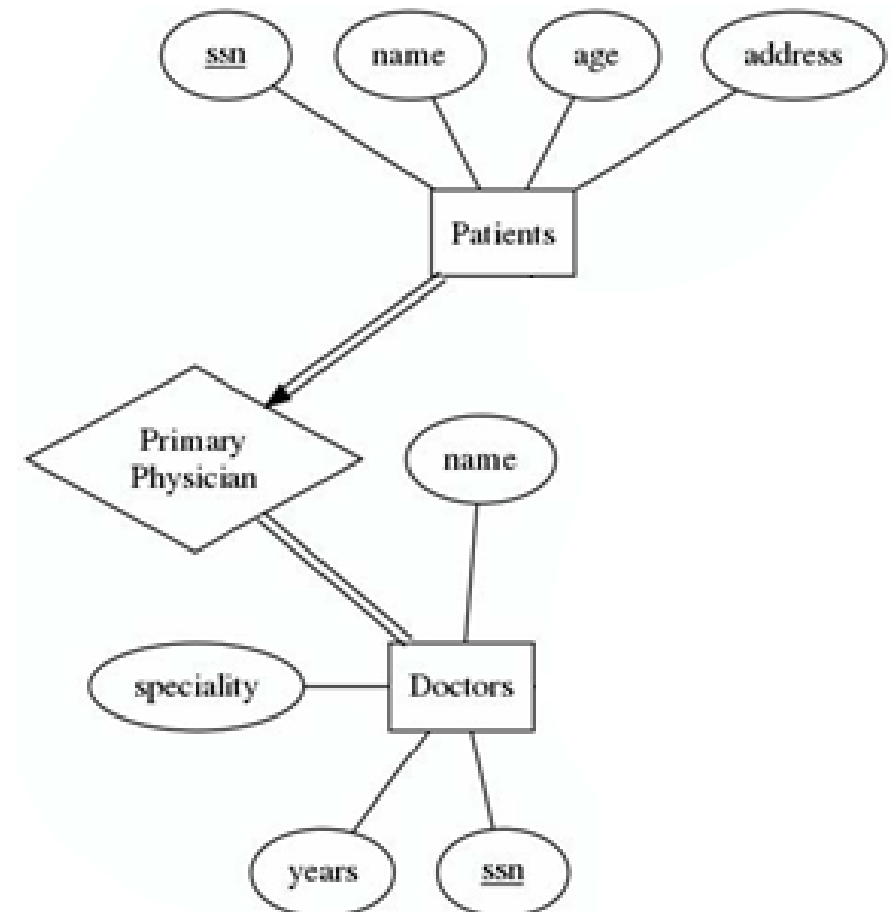 ssn
name
age
address
Patients
Primary
Physician
name
speciality
Doctors
years
ssn